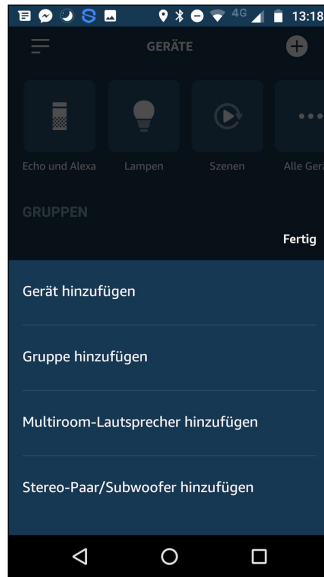 4G 13:18
GERÄTE
Echo und Alexa Lampen Szenen Alle Ger
GRUPPEN
Fertig
Gerät hinzufügen
Gruppe hinzufügen
Multiroom-Lautsprecher hinzufügen
Stereo-Paar/Subwoofer hinzufügen